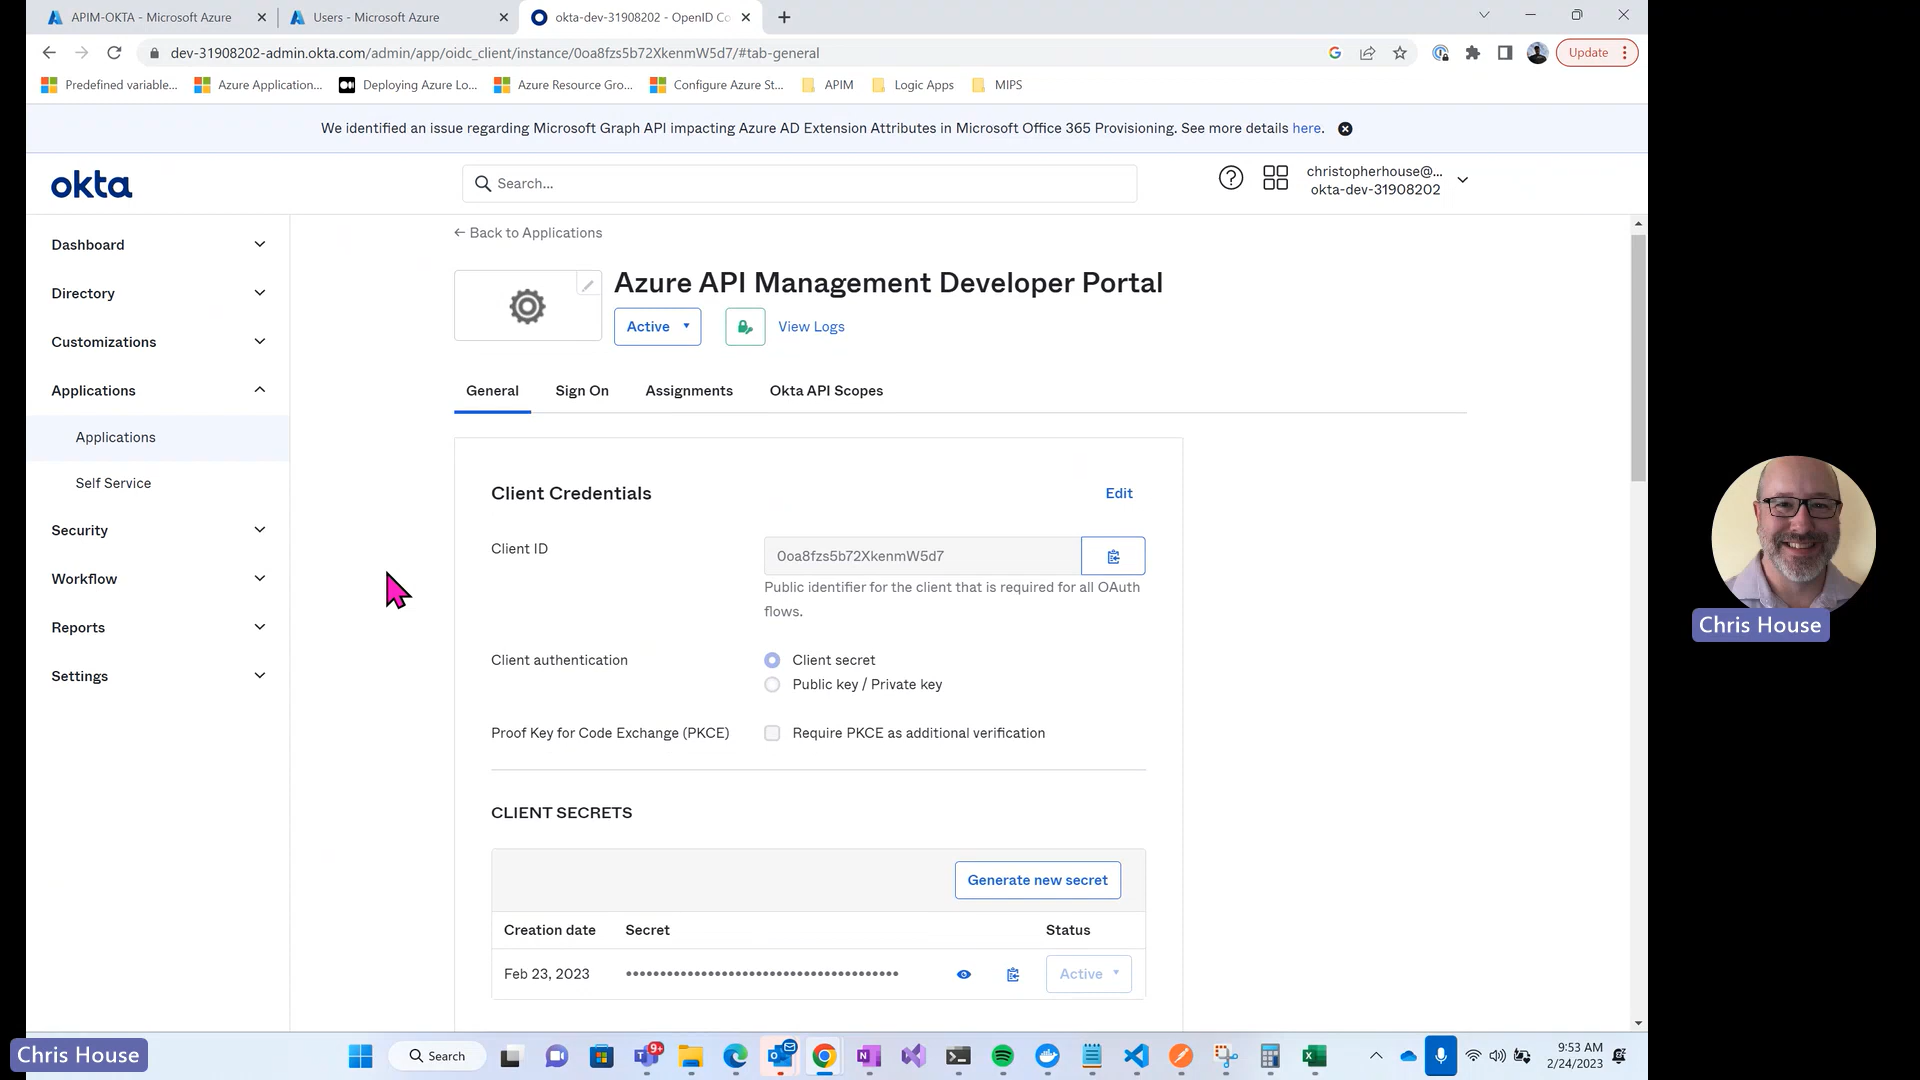 APIM-OKTA - Microsoft Azure
Users - Microsoft Azure
okta-dev-31908202 - OpenID Co
dev-31908202-admin.okta.com/admin/app/oidc_client/instance/0oa8fzs5b72XkenmW5d7/#tab-general
Update
Predefined variable...
Azure Application...
Deploying Azure Lo...
Azure Resource Gro...
Configure Azure St...
APIM
Logic Apps
MIPS
We identified an issue regarding Microsoft Graph API impacting Azure AD Extension Attributes in Microsoft Office 365 Provisioning. See more details here.
okta
Search...
christopherhouse@...
okta-dev-31908202
Dashboard
Directory
Customizations
Applications
Applications
Self Service
Security
Workflow
Reports
Settings
← Back to Applications
Azure API Management Developer Portal
Active
View Logs
General
Sign On
Assignments
Okta API Scopes
Client Credentials
Edit
Client ID
0oa8fzs5b72XkenmW5d7
Public identifier for the client that is required for all OAuth
flows.
Client authentication
Client secret
Public key / Private key
Proof Key for Code Exchange (PKCE)
Require PKCE as additional verification
CLIENT SECRETS
Generate new secret
Creation date
Secret
Status
Feb 23, 2023
••••••••••••••••••••••••••••••••••••••••
Active
Chris House
Chris House
Search
9+
9:53 AM
2/24/2023